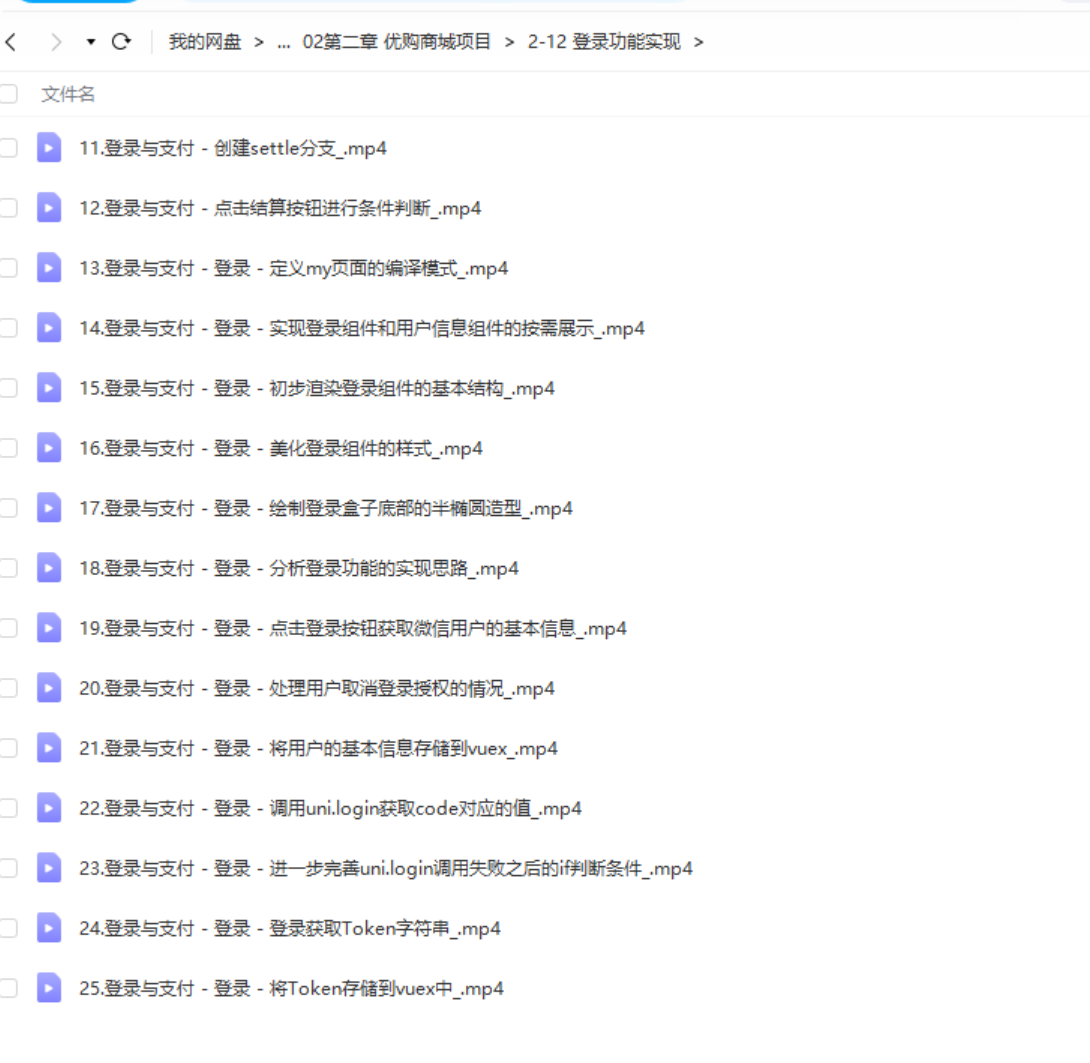 我的网盘 > ... 02第二章 优购商城项目 > 2-12 登录功能实现 >
文件名
11.登录与支付 - 创建settle分支_.mp4
12.登录与支付 - 点击结算按钮进行条件判断_.mp4
13.登录与支付 - 登录 - 定义my页面的编译模式_.mp4
14.登录与支付 - 登录 - 实现登录组件和用户信息组件的按需展示_.mp4
15.登录与支付 - 登录 - 初步渲染登录组件的基本结构_.mp4
16.登录与支付 - 登录 - 美化登录组件的样式_.mp4
17.登录与支付 - 登录 - 绘制登录盒子底部的半椭圆造型_.mp4
18.登录与支付 - 登录 - 分析登录功能的实现思路_.mp4
19.登录与支付 - 登录 - 点击登录按钮获取微信用户的基本信息_.mp4
20.登录与支付 - 登录 - 处理用户取消登录授权的情况_.mp4
21.登录与支付 - 登录 - 将用户的基本信息存储到vuex_.mp4
22.登录与支付 - 登录 - 调用uni.login获取code对应的值_.mp4
23.登录与支付 - 登录 - 进一步完善uni.login调用失败之后的if判断条件_.mp4
24.登录与支付 - 登录 - 登录获取Token字符串_.mp4
25.登录与支付 - 登录 - 将Token存储到vuex中_.mp4